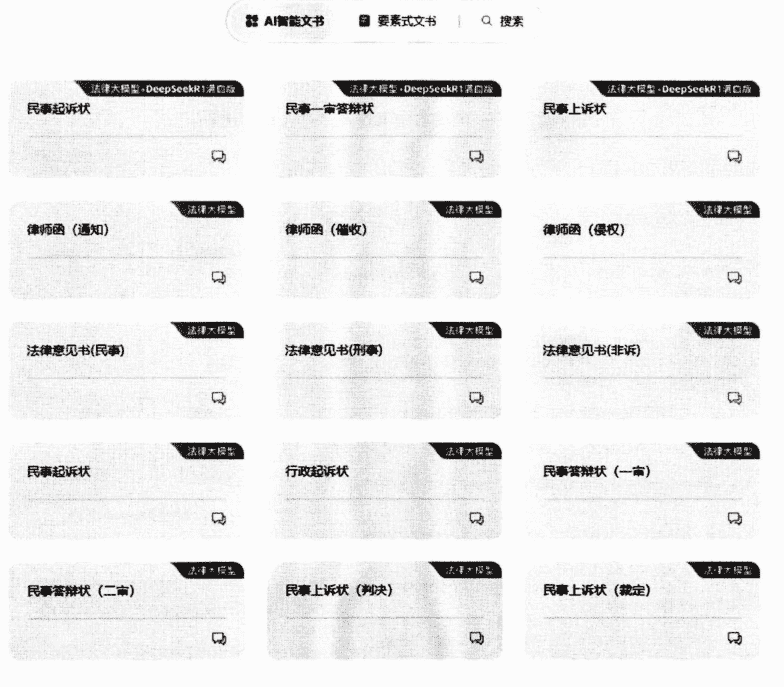 AI智能文书 要素式文书 搜索
法律大模型+DeepSeekR1满血版 法律大模型+DeepSeekR1满血版 法律大模型+DeepSeekR1满血版
民事起诉状 民事一审答辩状 民事上诉状
法律大模型 法律大模型 法律大模型
律师函（通知） 律师函（催收） 律师函（侵权）
法律大模型 法律大模型 法律大模型
法律意见书(民事) 法律意见书(刑事) 法律意见书(非诉)
法律大模型 法律大模型 法律大模型
民事起诉状 行政起诉状 民事答辩状（一审）
法律大模型 法律大模型 法律大模型
民事答辩状（二审） 民事上诉状（判决） 民事上诉状（裁定）